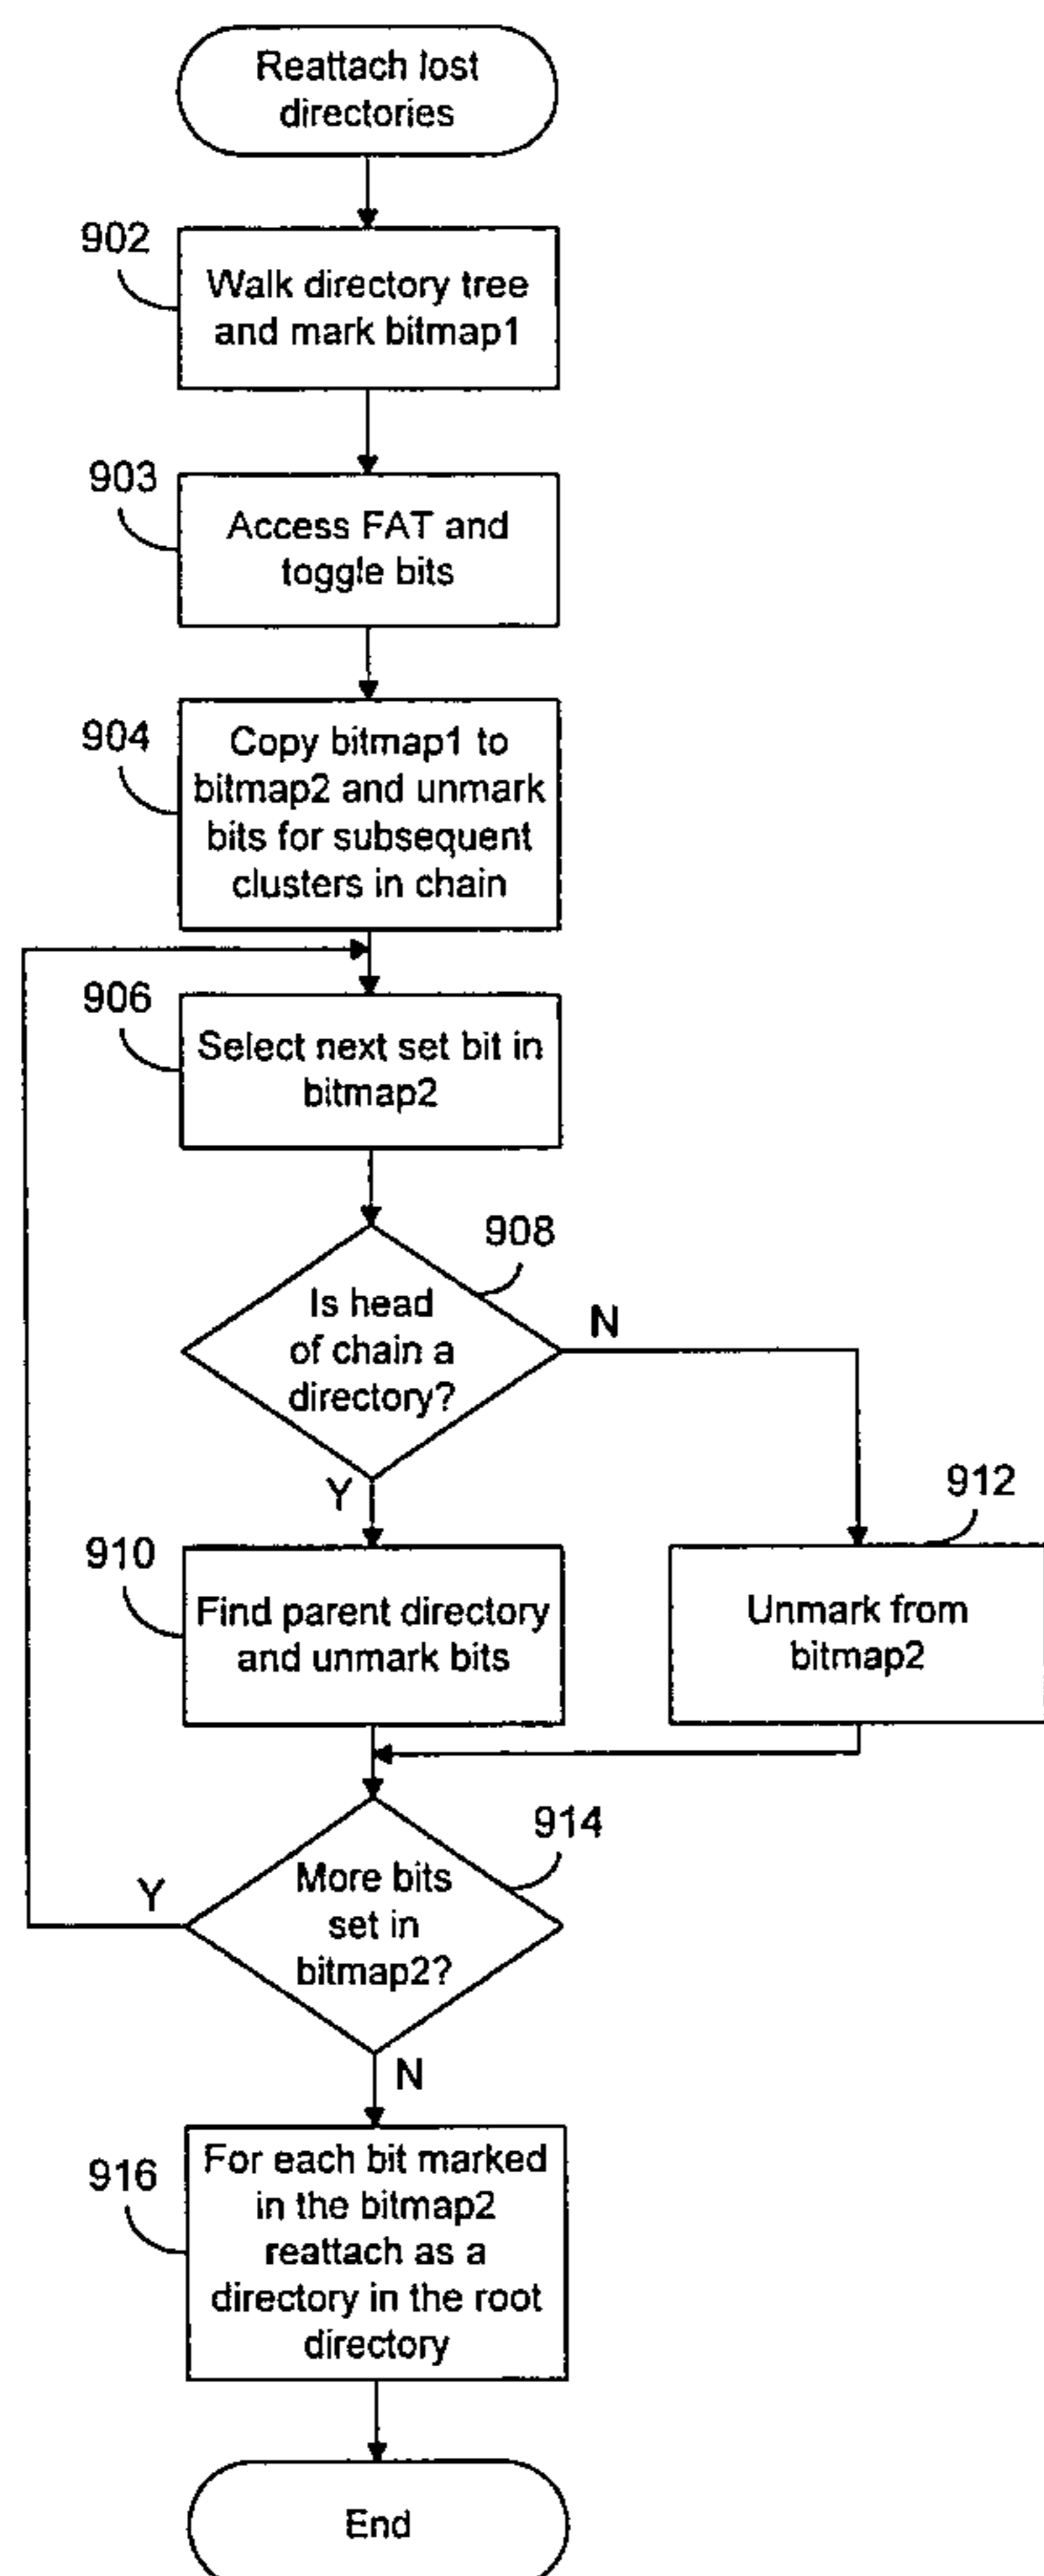 Reattach lost
directories
902
Walk directory tree
and mark bitmap1
903
Access FAT and
toggle bits
904
Copy bitmap1 to
bitmap2 and unmark
bits for subsequent
clusters in chain
906
Select next set bit in
bitmap2
908
Is head
of chain a
directory?
N
Y
912
910
Find parent directory
and unmark bits
Unmark from
bitmap2
914
More bits
set in
bitmap2?
Y
N
916
For each bit marked
in the bitmap2
reattach as a
directory in the root
directory
End